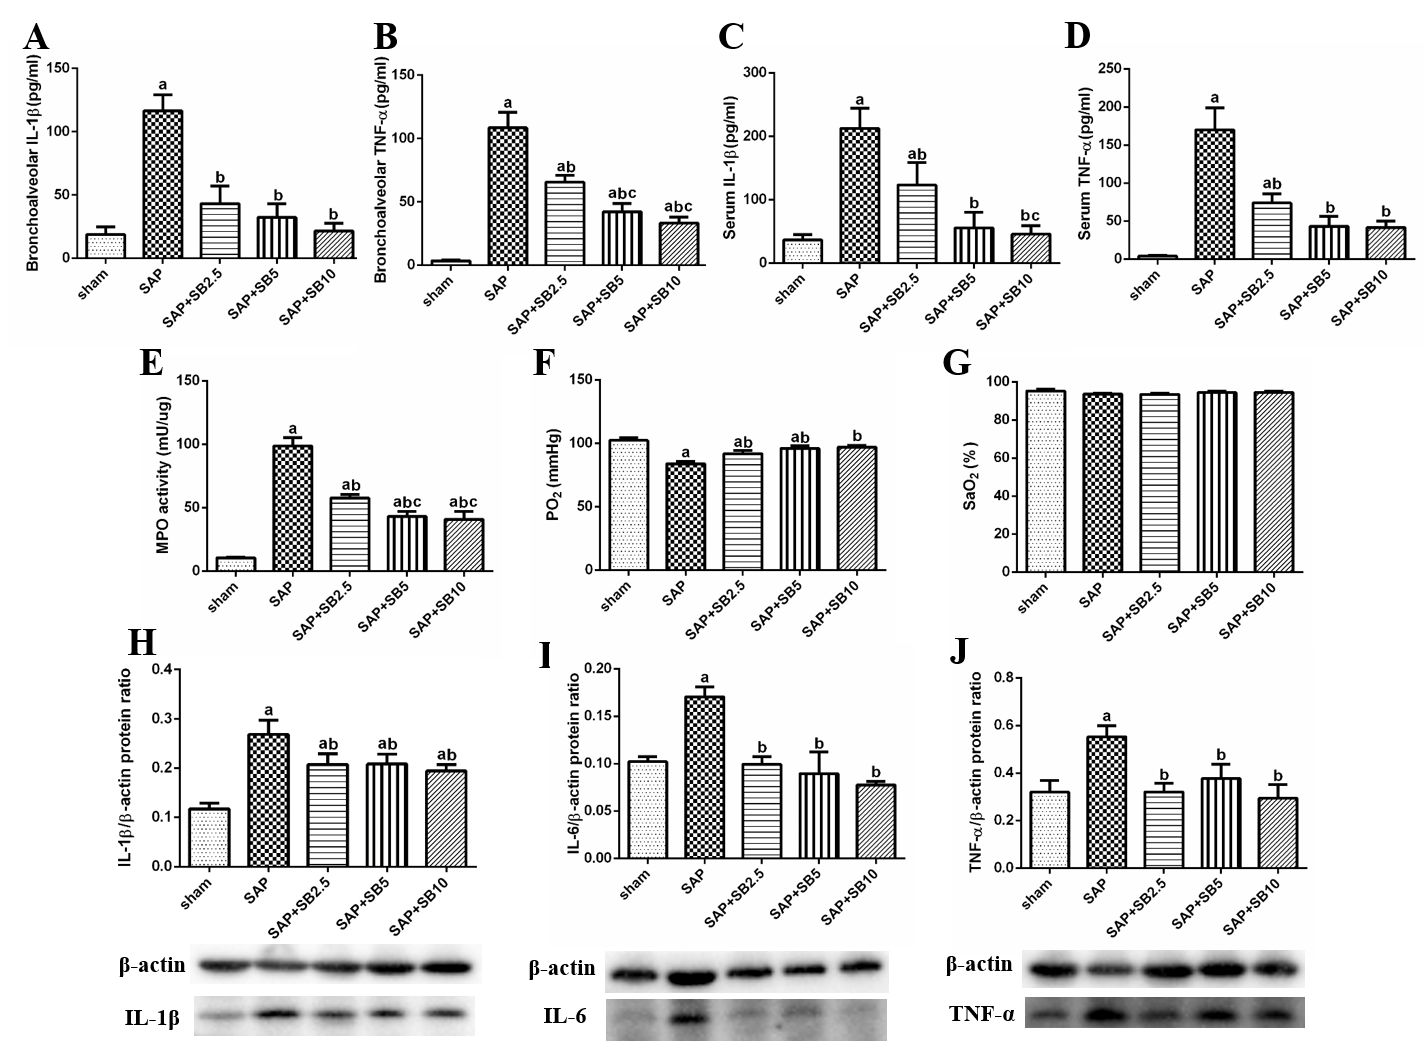 A
Bronchoalveolar IL-1β(pg/ml)
150
100
50
0
a
b
b
b
sham
SAP
SAP+SB2.5
SAP+SB5
SAP+SB10
B
Bronchoalveolar TNF-α(pg/ml)
150
100
50
0
a
ab
abc
abc
sham
SAP
SAP+SB2.5
SAP+SB5
SAP+SB10
C
Serum IL-1β(pg/ml)
300
200
100
0
a
ab
b
bc
sham
SAP
SAP+SB2.5
SAP+SB5
SAP+SB10
D
Serum TNF-α(pg/ml)
250
200
150
100
50
0
a
ab
b
b
sham
SAP
SAP+SB2.5
SAP+SB5
SAP+SB10
E
MPO activity (mU/ug)
150
100
50
0
a
ab
abc
abc
sham
SAP
SAP+SB2.5
SAP+SB5
SAP+SB10
F
PO2 (mmHg)
150
100
50
0
a
ab
ab
b
sham
SAP
SAP+SB2.5
SAP+SB5
SAP+SB10
G
SaO2 (%)
100
80
60
40
20
0
sham
SAP
SAP+SB2.5
SAP+SB5
SAP+SB10
H
IL-1β/β-actin protein ratio
0.4
0.3
0.2
0.1
0.0
a
ab
ab
ab
sham
SAP
SAP+SB2.5
SAP+SB5
SAP+SB10
β-actin
IL-1β
I
IL-6/β-actin protein ratio
0.20
0.15
0.10
0.05
0.00
a
b
b
b
sham
SAP
SAP+SB2.5
SAP+SB5
SAP+SB10
β-actin
IL-6
J
TNF-α/β-actin protein ratio
0.8
0.6
0.4
0.2
0.0
a
b
b
b
sham
SAP
SAP+SB2.5
SAP+SB5
SAP+SB10
β-actin
TNF-α